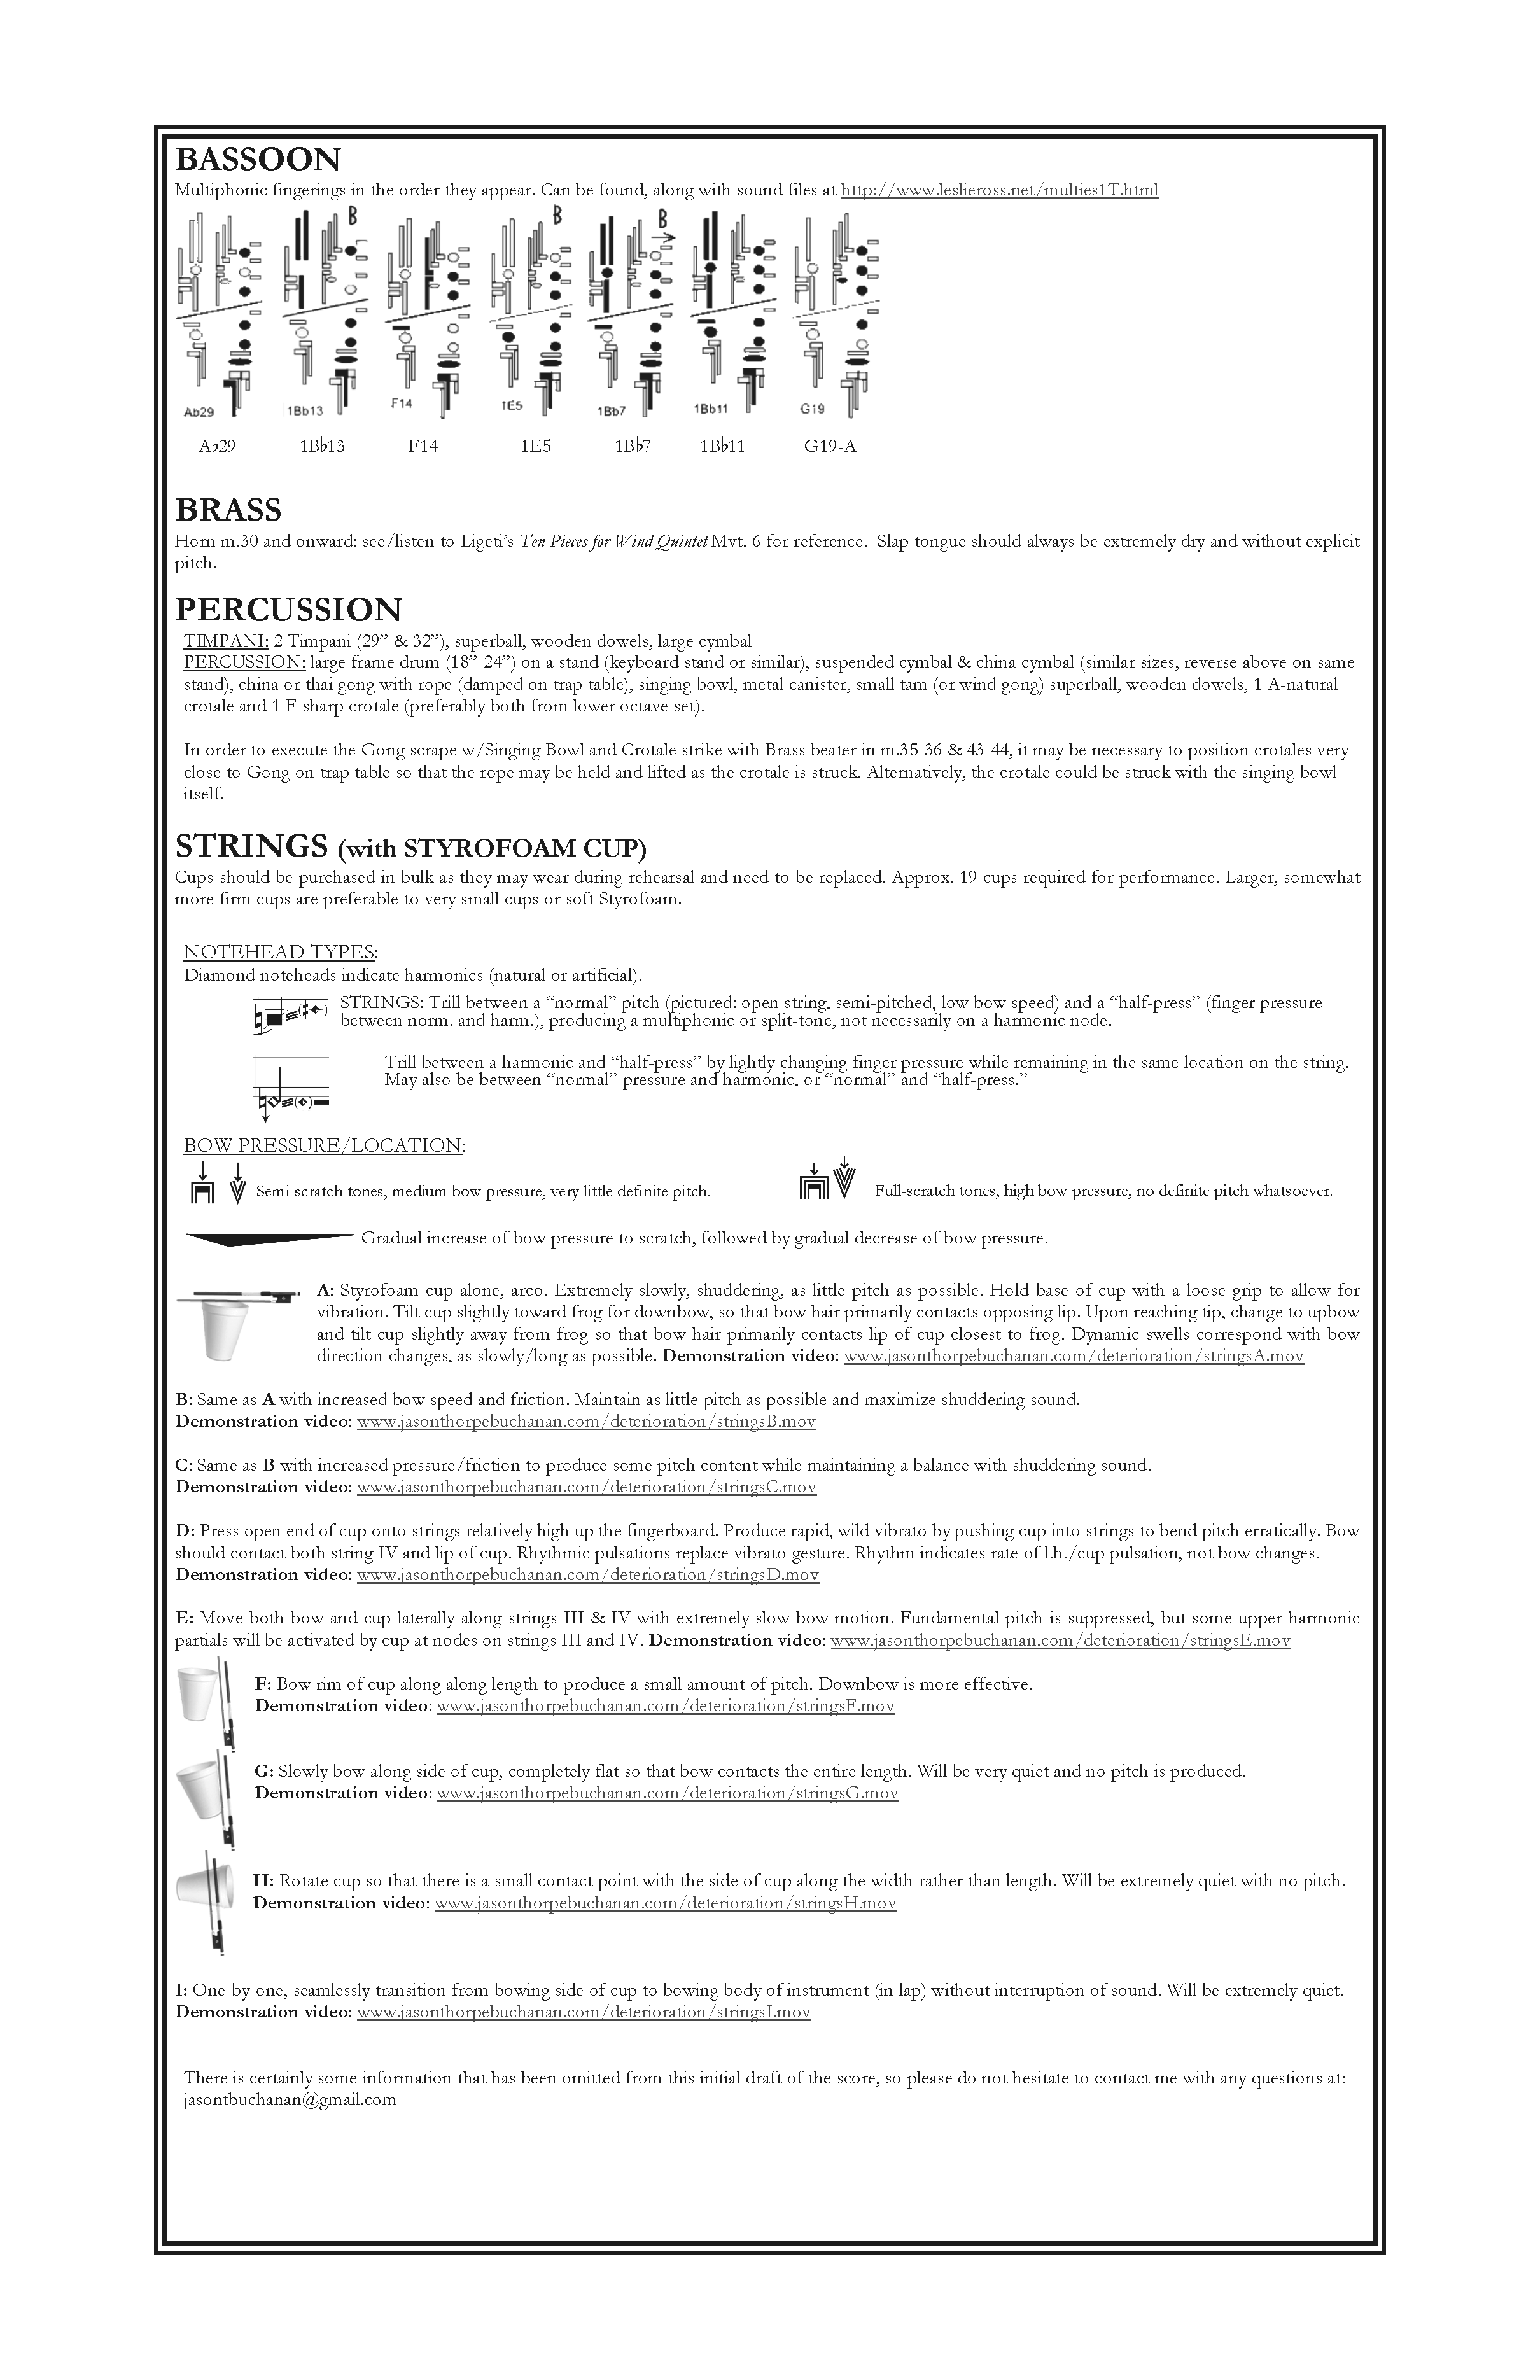 BASSOON
Multiphonic fingerings in the order they appear. Can be found, along with sound files at http://www.leslieross.net/multies1T.html
B B B
Ab29 1Bb13 F14 1E5 1Bb7 1Bb11 G19
A♭29 1B♭13 F14 1E5 1B♭7 1B♭11 G19-A
BRASS
Horn m.30 and onward: see/listen to Ligeti’s Ten Pieces for Wind Quintet Mvt. 6 for reference. Slap tongue should always be extremely dry and without explicit
pitch.
PERCUSSION
TIMPANI: 2 Timpani (29” & 32”), superball, wooden dowels, large cymbal
PERCUSSION: large frame drum (18”-24”) on a stand (keyboard stand or similar), suspended cymbal & china cymbal (similar sizes, reverse above on same
stand), china or thai gong with rope (damped on trap table), singing bowl, metal canister, small tam (or wind gong) superball, wooden dowels, 1 A-natural
crotale and 1 F-sharp crotale (preferably both from lower octave set).
In order to execute the Gong scrape w/Singing Bowl and Crotale strike with Brass beater in m.35-36 & 43-44, it may be necessary to position crotales very
close to Gong on trap table so that the rope may be held and lifted as the crotale is struck. Alternatively, the crotale could be struck with the singing bowl
itself.
STRINGS (with STYROFOAM CUP)
Cups should be purchased in bulk as they may wear during rehearsal and need to be replaced. Approx. 19 cups required for performance. Larger, somewhat
more firm cups are preferable to very small cups or soft Styrofoam.
NOTEHEAD TYPES:
Diamond noteheads indicate harmonics (natural or artificial).
STRINGS: Trill between a “normal” pitch (pictured: open string, semi-pitched, low bow speed) and a “half-press” (finger pressure
between norm. and harm.), producing a multiphonic or split-tone, not necessarily on a harmonic node.
Trill between a harmonic and “half-press” by lightly changing finger pressure while remaining in the same location on the string.
May also be between “normal” pressure and harmonic, or “normal” and “half-press.”
BOW PRESSURE/LOCATION:
Semi-scratch tones, medium bow pressure, very little definite pitch. Full-scratch tones, high bow pressure, no definite pitch whatsoever.
Gradual increase of bow pressure to scratch, followed by gradual decrease of bow pressure.
A: Styrofoam cup alone, arco. Extremely slowly, shuddering, as little pitch as possible. Hold base of cup with a loose grip to allow for
vibration. Tilt cup slightly toward frog for downbow, so that bow hair primarily contacts opposing lip. Upon reaching tip, change to upbow
and tilt cup slightly away from frog so that bow hair primarily contacts lip of cup closest to frog. Dynamic swells correspond with bow
direction changes, as slowly/long as possible. Demonstration video: www.jasonthorpebuchanan.com/deterioration/stringsA.mov
B: Same as A with increased bow speed and friction. Maintain as little pitch as possible and maximize shuddering sound.
Demonstration video: www.jasonthorpebuchanan.com/deterioration/stringsB.mov
C: Same as B with increased pressure/friction to produce some pitch content while maintaining a balance with shuddering sound.
Demonstration video: www.jasonthorpebuchanan.com/deterioration/stringsC.mov
D: Press open end of cup onto strings relatively high up the fingerboard. Produce rapid, wild vibrato by pushing cup into strings to bend pitch erratically. Bow
should contact both string IV and lip of cup. Rhythmic pulsations replace vibrato gesture. Rhythm indicates rate of l.h./cup pulsation, not bow changes.
Demonstration video: www.jasonthorpebuchanan.com/deterioration/stringsD.mov
E: Move both bow and cup laterally along strings III & IV with extremely slow bow motion. Fundamental pitch is suppressed, but some upper harmonic
partials will be activated by cup at nodes on strings III and IV. Demonstration video: www.jasonthorpebuchanan.com/deterioration/stringsE.mov
F: Bow rim of cup along along length to produce a small amount of pitch. Downbow is more effective.
Demonstration video: www.jasonthorpebuchanan.com/deterioration/stringsF.mov
G: Slowly bow along side of cup, completely flat so that bow contacts the entire length. Will be very quiet and no pitch is produced.
Demonstration video: www.jasonthorpebuchanan.com/deterioration/stringsG.mov
H: Rotate cup so that there is a small contact point with the side of cup along the width rather than length. Will be extremely quiet with no pitch.
Demonstration video: www.jasonthorpebuchanan.com/deterioration/stringsH.mov
I: One-by-one, seamlessly transition from bowing side of cup to bowing body of instrument (in lap) without interruption of sound. Will be extremely quiet.
Demonstration video: www.jasonthorpebuchanan.com/deterioration/stringsI.mov
There is certainly some information that has been omitted from this initial draft of the score, so please do not hesitate to contact me with any questions at:
jasontbuchanan@gmail.com